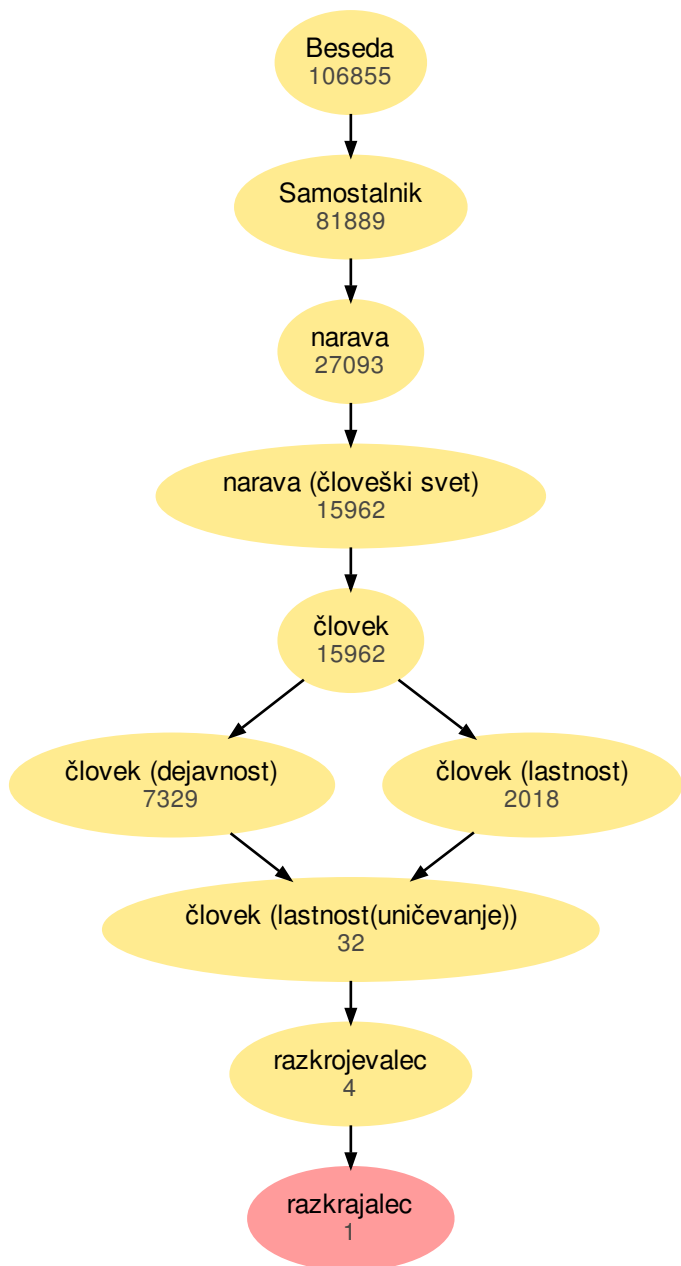 Beseda
106855
Samostalnik
81889
narava
27093
narava (človeški svet)
15962
človek
15962
človek (dejavnost)
7329
človek (lastnost)
2018
človek (lastnost(uničevanje))
32
razkrojevalec
4
razkrajalec
1